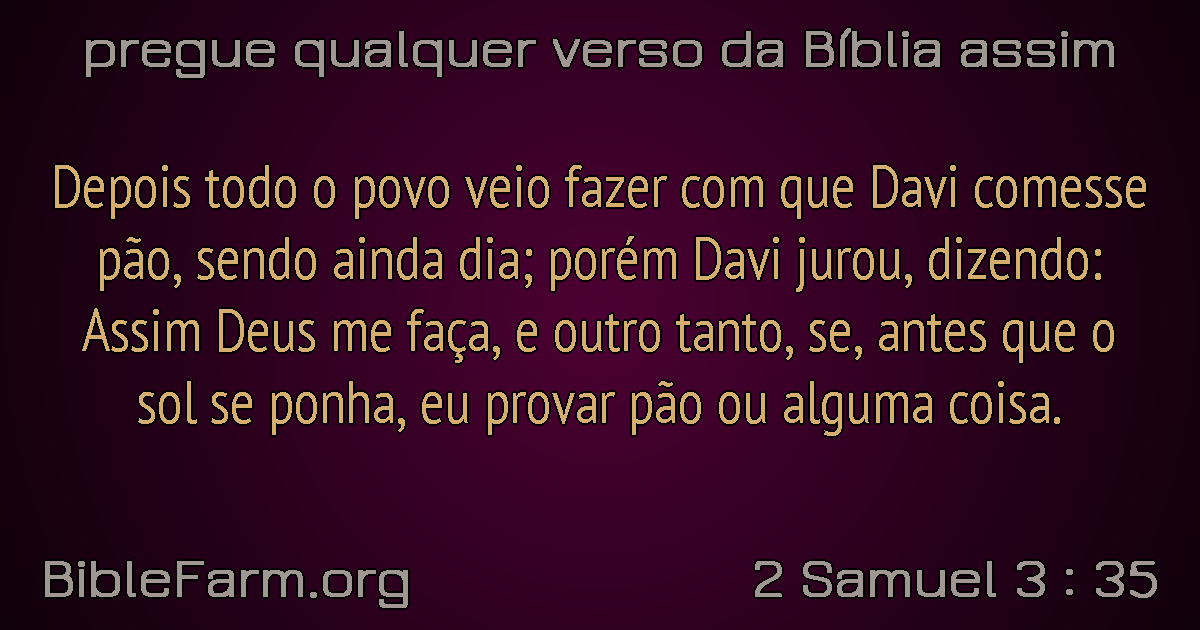 pregue qualquer verso da Bíblia assim
Depois todo o povo veio fazer com que Davi comesse
pão, sendo ainda dia; porém Davi jurou, dizendo:
Assim Deus me faça, e outro tanto, se, antes que o
sol se ponha, eu provar pão ou alguma coisa.
BibleFarm.org
2 Samuel 3 : 35